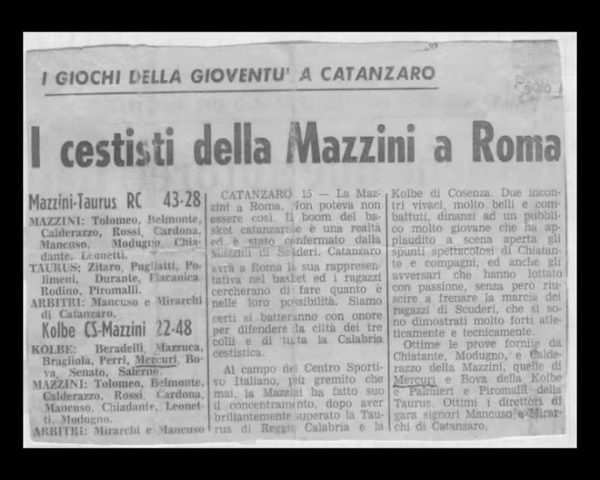 I GIOCHI DELLA GIOVENTU' A CATANZARO
Paolo
I cestisti della Mazzini a Roma
Mazzini-Taurus RC 43-28
MAZZINI: Tolomeo, Belmonte,
Calderazzo, Rossi, Cardona,
Mancuso, Modugno, Chia-
dante, Leonetti.
TAURUS; Zitaro, Pugliatti, Po-
limeni, Durante, Flacanica,
Rodino, Piromalli.
ARBITRI: Mancuso e Mirarchi
di Catanzaro.
Kolbe CS-Mazzini 22-48
KOLBE: Beradelli, Mazzuca,
Bragliola, Perri, Mercuri, Bo-
va, Senato, Salerno.
MAZZINI: Tolomeo, Belmonte,
Calderazzo, Rossi, Cardona,
Mancuso, Chiadante, Leonet-
ti, Modugno.
ARBITRI: Mirarchi e Mancuso
CATANZARO 15 — La Maz-
zini a Roma. Non poteva non
essere così. Il boom del ba-
sket catanzarese è una realtà
ed è stato confermato dalla
Mazzini di Scuderi. Catanzaro
avrà a Roma la sua rappresen-
tativa nel basket ed i ragazzi
cercheranno di fare quanto è
nelle loro possibilità. Siamo
certi si batteranno con onore
per difendere la città dei tre
colli e di tutta la Calabria
cestistica.
Al campo del Centro Sporti-
vo Italiano, più gremito che
mai, la Mazzini ha fatto suo
il concentramento, dopo aver
brillantemente superato la Tau-
rus di Reggio Calabria e la
Kolbe di Cosenza. Due incon-
tri vivaci, molto belli e com-
battuti, dinanzi ad un pubbli-
co molto giovane che ha ap-
plaudito a scena aperta gli
spunti spettacolosi di Chiatan-
te e compagni, ed anche gli
avversari che hanno lottato
con passione, senza però riu-
scire a frenare la marcia dei
ragazzi di Scuderi, che si so-
no dimostrati molto forti atle-
ticamente e tecnicamente.
Ottime le prove fornite da
Chiatante, Modugno, e Calde-
razzo della Mazzini, quelle di
Mercuri e Bova della Kolbe
e Palmieri e Piromalli della
Taurus. Ottimi i direttori di
gara signori Mancuso e Mirar-
chi di Catanzaro.